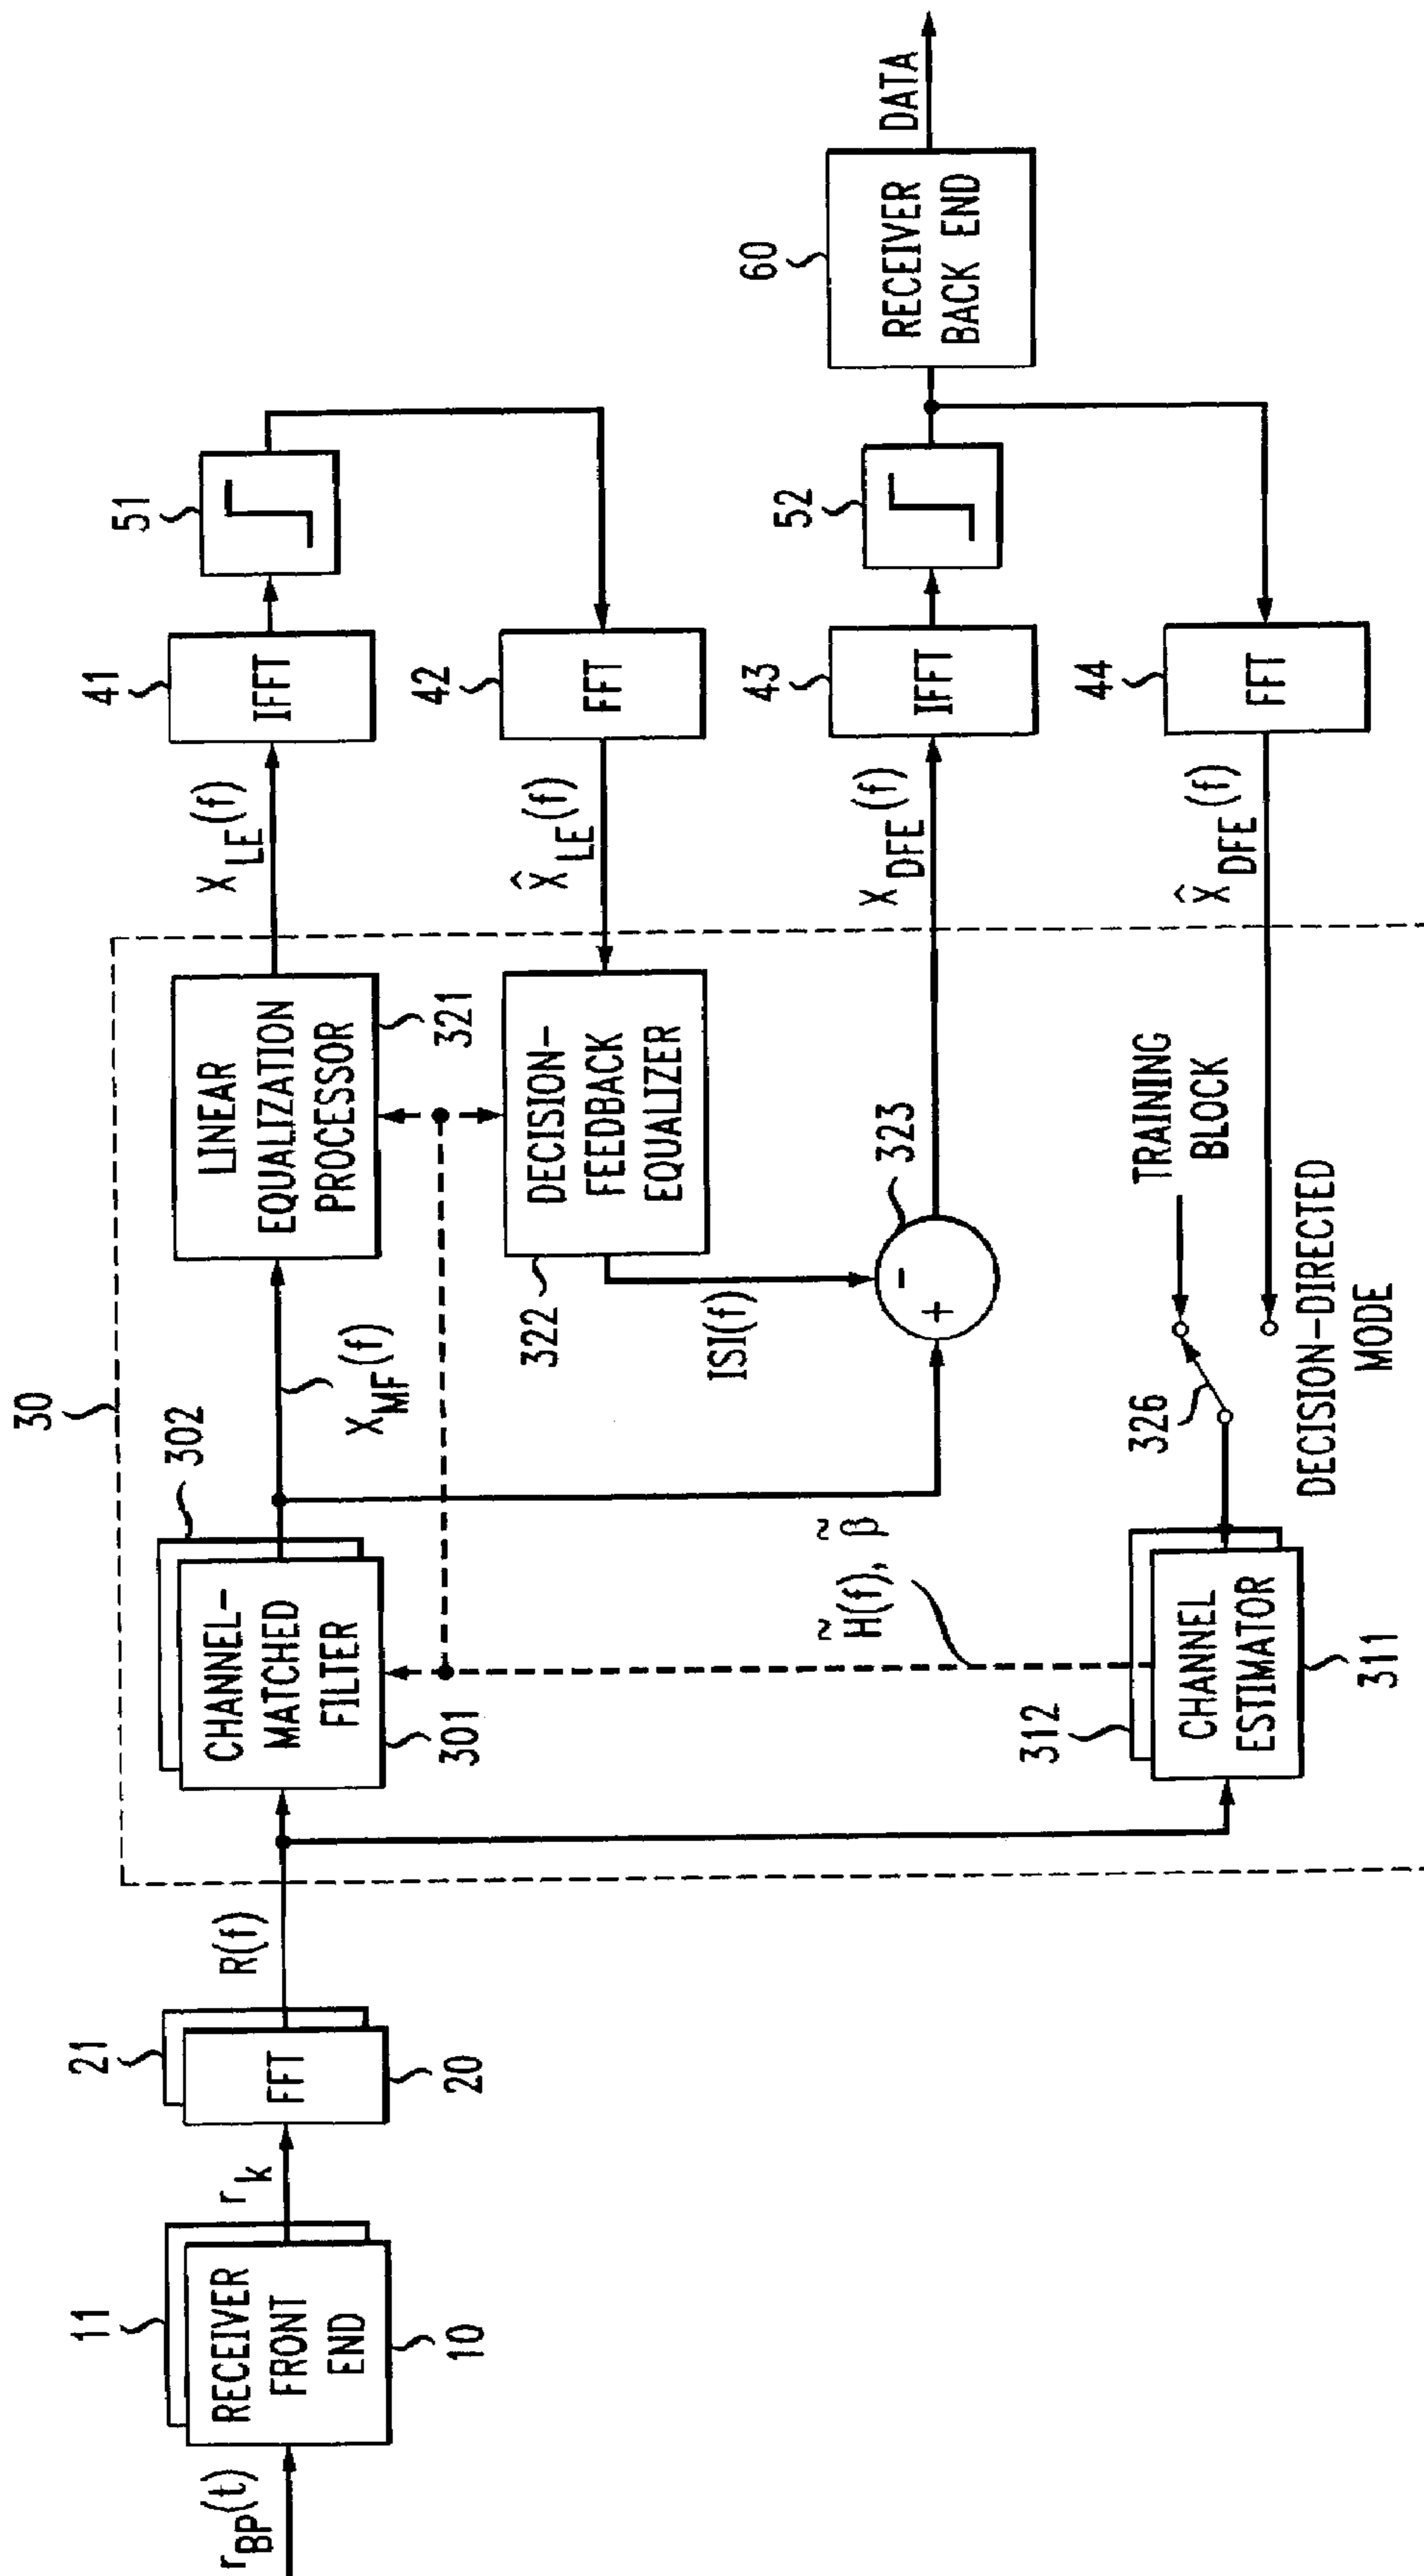 r_BP(t)
11
RECEIVER
FRONT
END
10
r_k
21
FFT
20
R(f)
30
302
CHANNEL-
MATCHED
FILTER
301
X_MF(f)
LINEAR
EQUALIZATION
PROCESSOR
321
X_LE(f)
41
IFFT
51
DECISION-
FEEDBACK
EQUALIZER
322
X̂_LE(f)
42
FFT
ISI(f)
-
+
323
X_DFE(f)
43
IFFT
52
60
RECEIVER
BACK END
DATA
312
CHANNEL
ESTIMATOR
311
H̃(f), β̃
326
TRAINING
BLOCK
DECISION-DIRECTED
MODE
X̂_DFE(f)
44
FFT